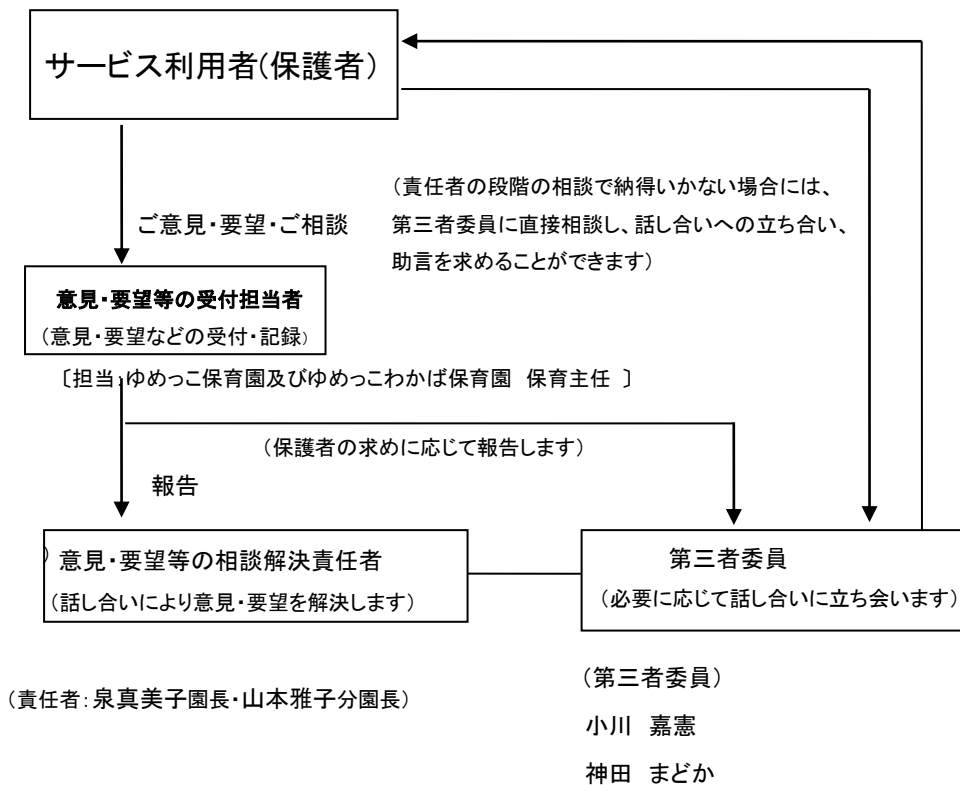 サービス利用者(保護者)
(責任者の段階の相談で納得いかない場合には、
第三者委員に直接相談し、話し合いへの立ち合い、
助言を求めることができます)
ご意見・要望・ご相談
意見・要望等の受付担当者
(意見・要望などの受付・記録)
〔担当:ゆめっこ保育園及びゆめっこわかば保育園 保育主任 〕
(保護者の求めに応じて報告します)
報告
) 意見・要望等の相談解決責任者
(話し合いにより意見・要望を解決します)
第三者委員
(必要に応じて話し合いに立ち会います)
(責任者:泉真美子園長・山本雅子分園長)
(第三者委員)
小川 嘉憲
神田 まどか